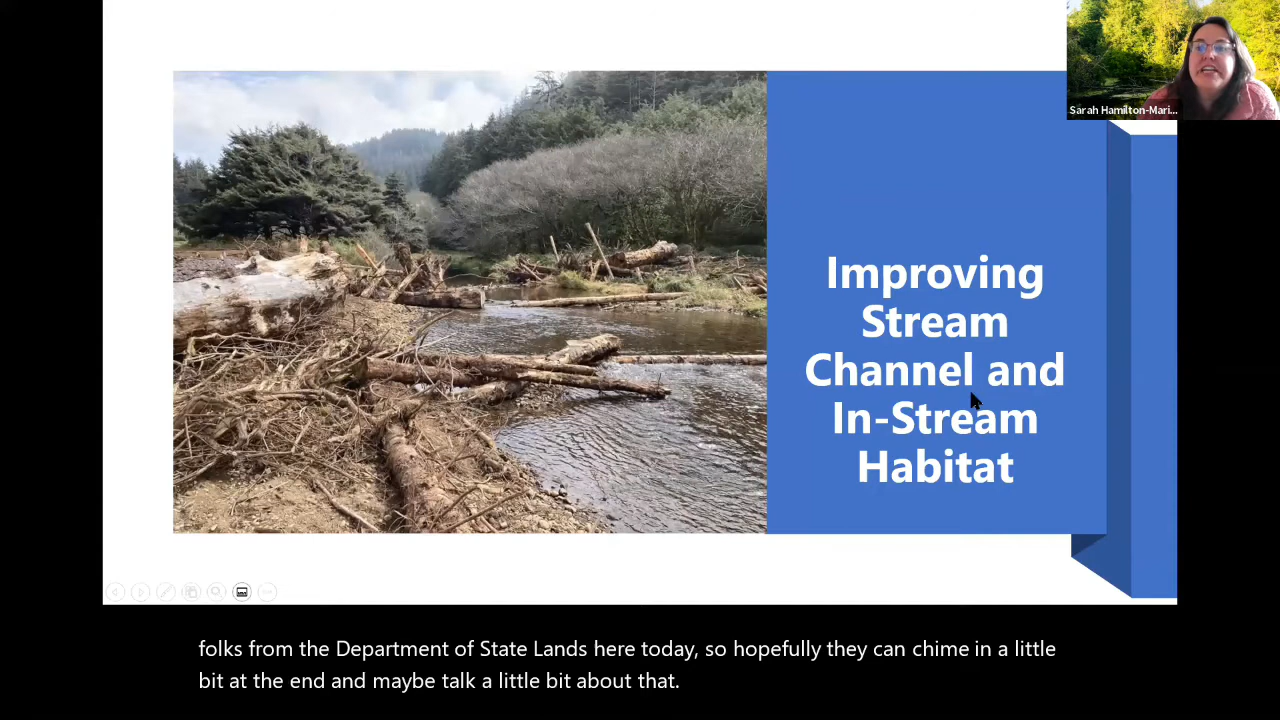 Sarah Hamilton-Mari...
Improving
Stream
Channel and
In-Stream
Habitat
folks from the Department of State Lands here today, so hopefully they can chime in a little
bit at the end and maybe talk a little bit about that.